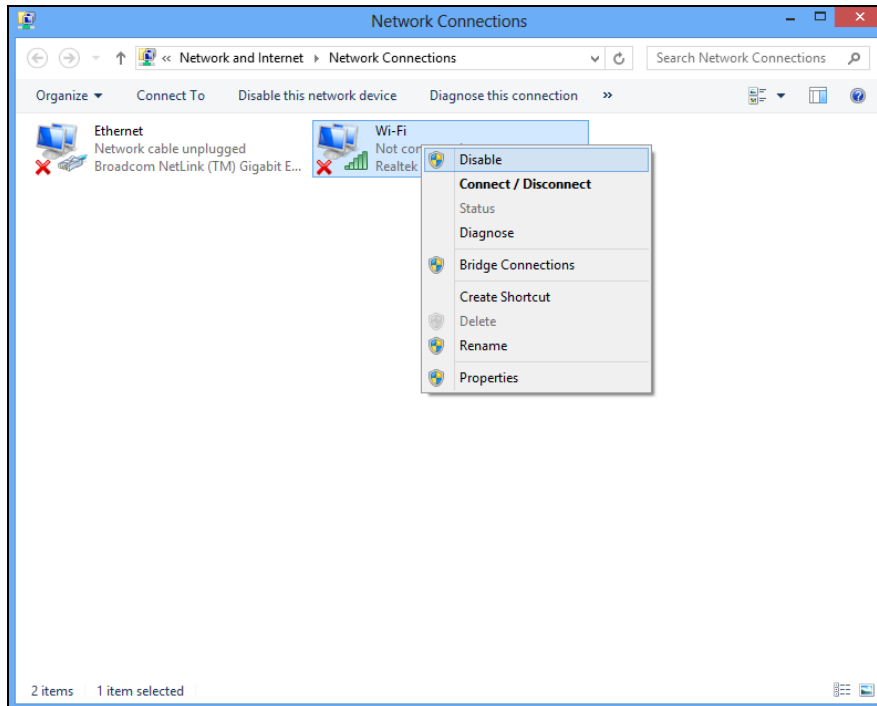 Network Connections
« Network and Internet Network Connections
Search Network Connections
Organize Connect To Disable this network device Diagnose this connection »
Ethernet
Network cable unplugged
Broadcom NetLink (TM) Gigabit E...
Wi-Fi
Not
Realtek
Disable
Connect / Disconnect
Status
Diagnose
Bridge Connections
Create Shortcut
Delete
Rename
Properties
2 items 1 item selected